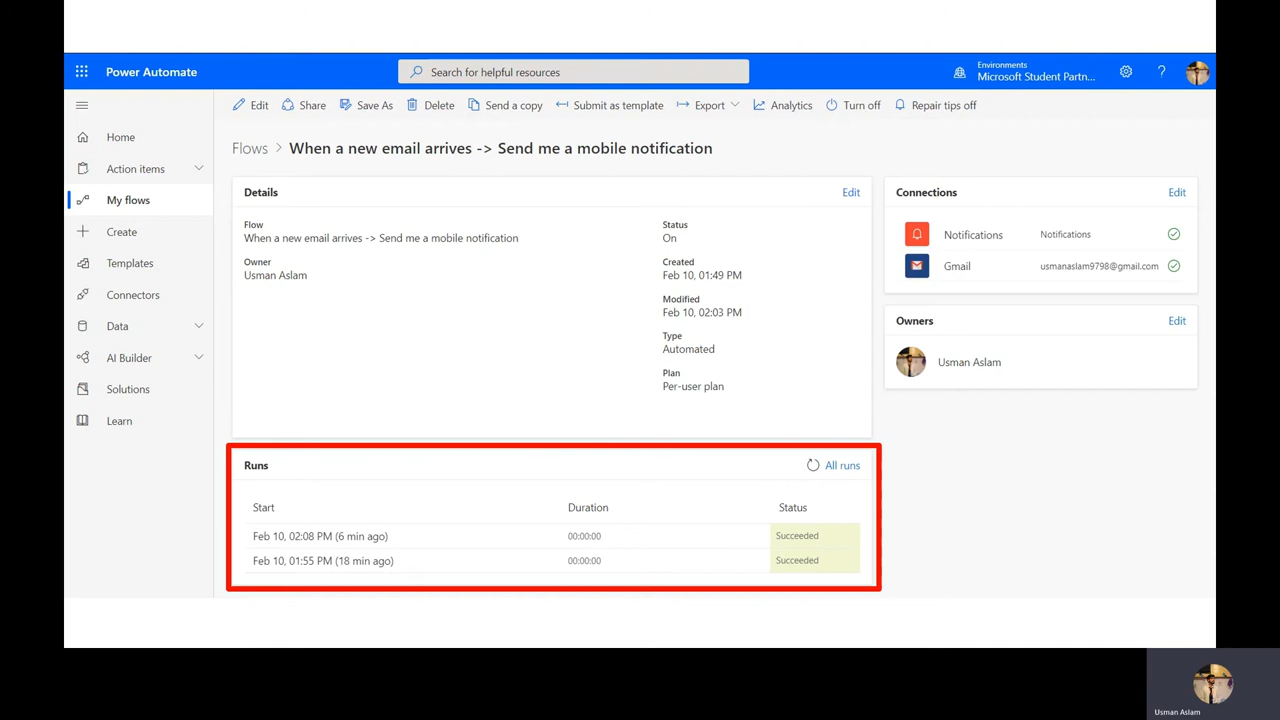 Power Automate
Search for helpful resources
Environments
Microsoft Student Partn...
?
Edit Share Save As Delete Send a copy Submit as template Export Analytics Turn off Repair tips off
Home
Action items
My flows
Create
Templates
Connectors
Data
AI Builder
Solutions
Learn
Flows > When a new email arrives -> Send me a mobile notification
Details Edit
Flow
When a new email arrives -> Send me a mobile notification
Owner
Usman Aslam
Status
On
Created
Feb 10, 01:49 PM
Modified
Feb 10, 02:03 PM
Type
Automated
Plan
Per-user plan
Connections Edit
Notifications Notifications
Gmail usmanaslam9798@gmail.com
Owners Edit
Usman Aslam
Runs All runs
Start Duration Status
Feb 10, 02:08 PM (6 min ago) 00:00:00 Succeeded
Feb 10, 01:55 PM (18 min ago) 00:00:00 Succeeded
Usman Aslam